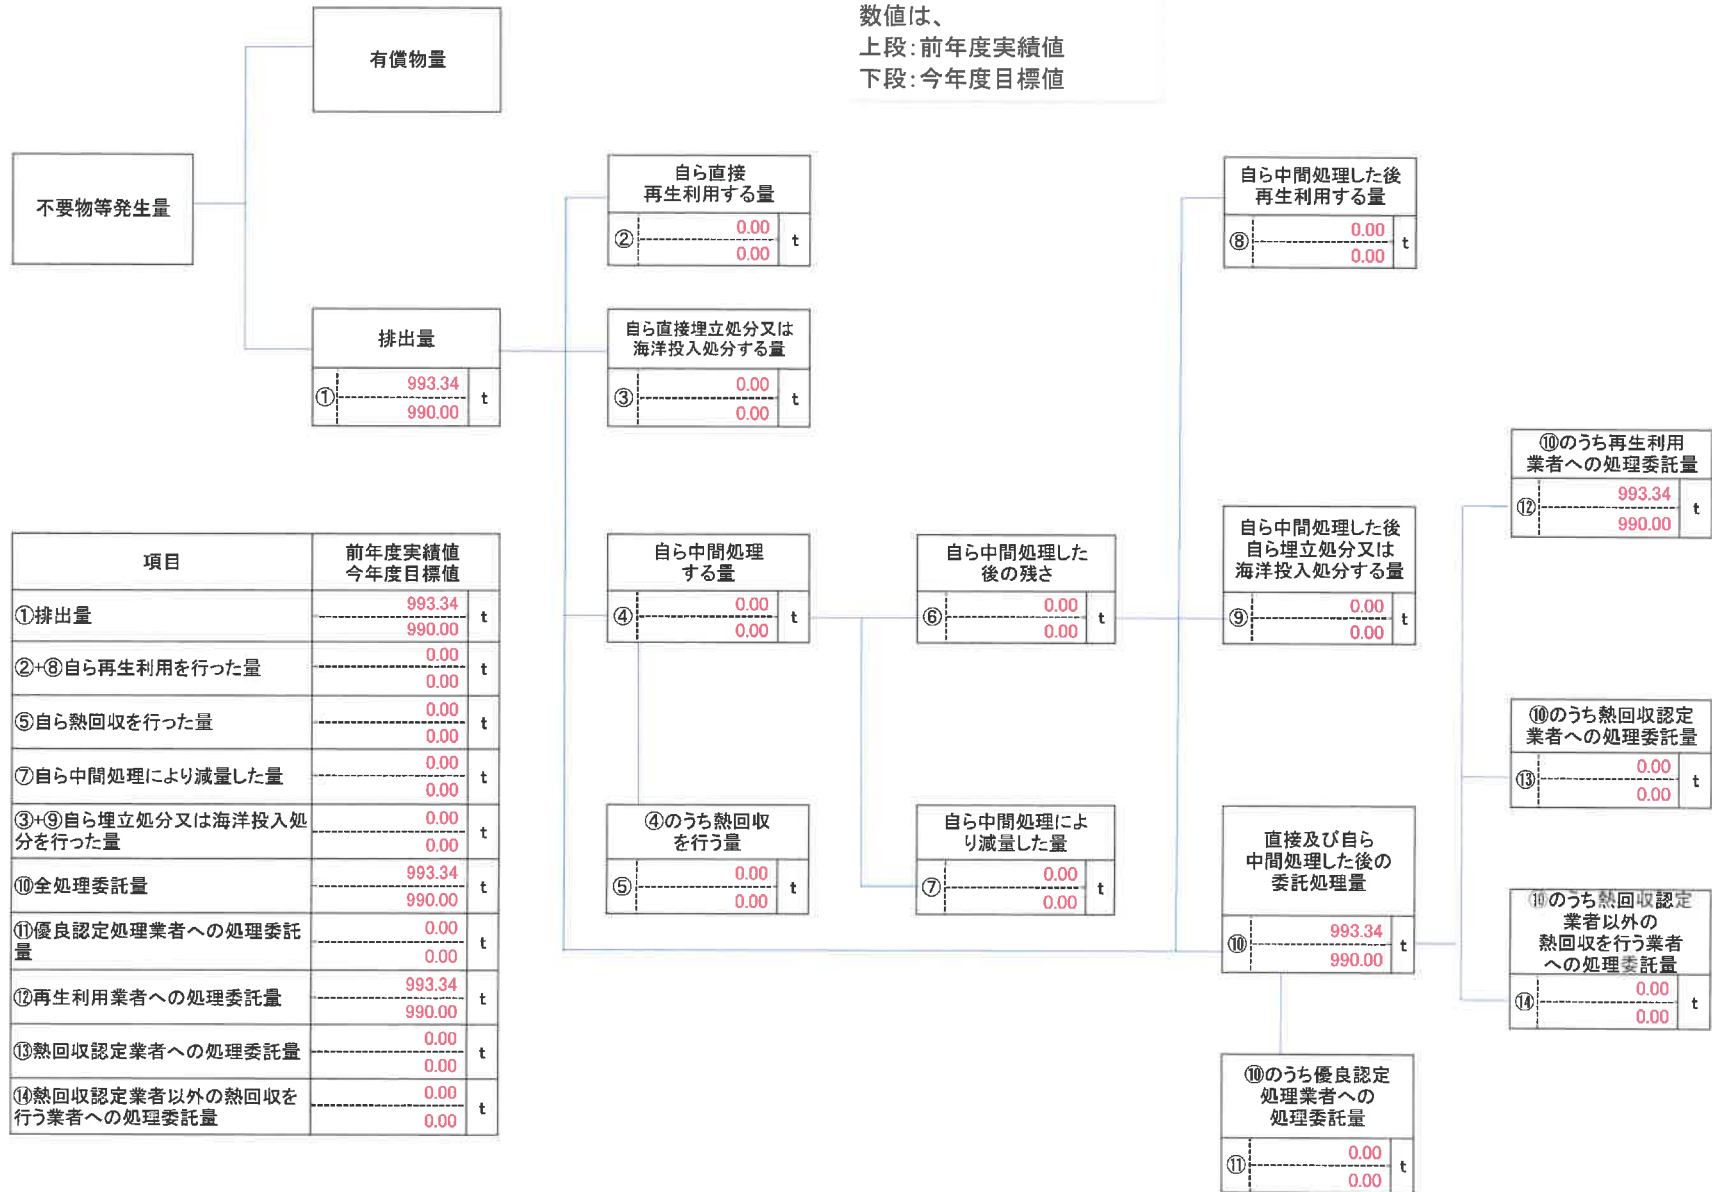 数値は、
上段：前年度実績値
下段：今年度目標値
有償物量
不要物等発生量
排出量
①
993.34
990.00
t
自ら直接
再生利用する量
②
0.00
0.00
t
自ら直接埋立処分又は
海洋投入処分する量
③
0.00
0.00
t
自ら中間処理
する量
④
0.00
0.00
t
④のうち熱回収
を行う量
⑤
0.00
0.00
t
自ら中間処理した
後の残さ
⑥
0.00
0.00
t
自ら中間処理によ
り減量した量
⑦
0.00
0.00
t
自ら中間処理した後
再生利用する量
⑧
0.00
0.00
t
自ら中間処理した後
自ら埋立処分又は
海洋投入処分する量
⑨
0.00
0.00
t
直接及び自ら
中間処理した後の
委託処理量
⑩
993.34
990.00
t
⑩のうち優良認定
処理業者への
処理委託量
⑪
0.00
0.00
t
⑩のうち再生利用
業者への処理委託量
⑫
993.34
990.00
t
⑩のうち熱回収認定
業者への処理委託量
⑬
0.00
0.00
t
⑩のうち熱回収認定
業者以外の
熱回収を行う業者
への処理委託量
⑭
0.00
0.00
t
項目
前年度実績値
今年度目標値
①排出量
993.34
990.00
t
②+⑧自ら再生利用を行った量
0.00
0.00
t
⑤自ら熱回収を行った量
0.00
0.00
t
⑦自ら中間処理により減量した量
0.00
0.00
t
③+⑨自ら埋立処分又は海洋投入処
分を行った量
0.00
0.00
t
⑩全処理委託量
993.34
990.00
t
⑪優良認定処理業者への処理委託
量
0.00
0.00
t
⑫再生利用業者への処理委託量
993.34
990.00
t
⑬熱回収認定業者への処理委託量
0.00
0.00
t
⑭熱回収認定業者以外の熱回収を
行う業者への処理委託量
0.00
0.00
t